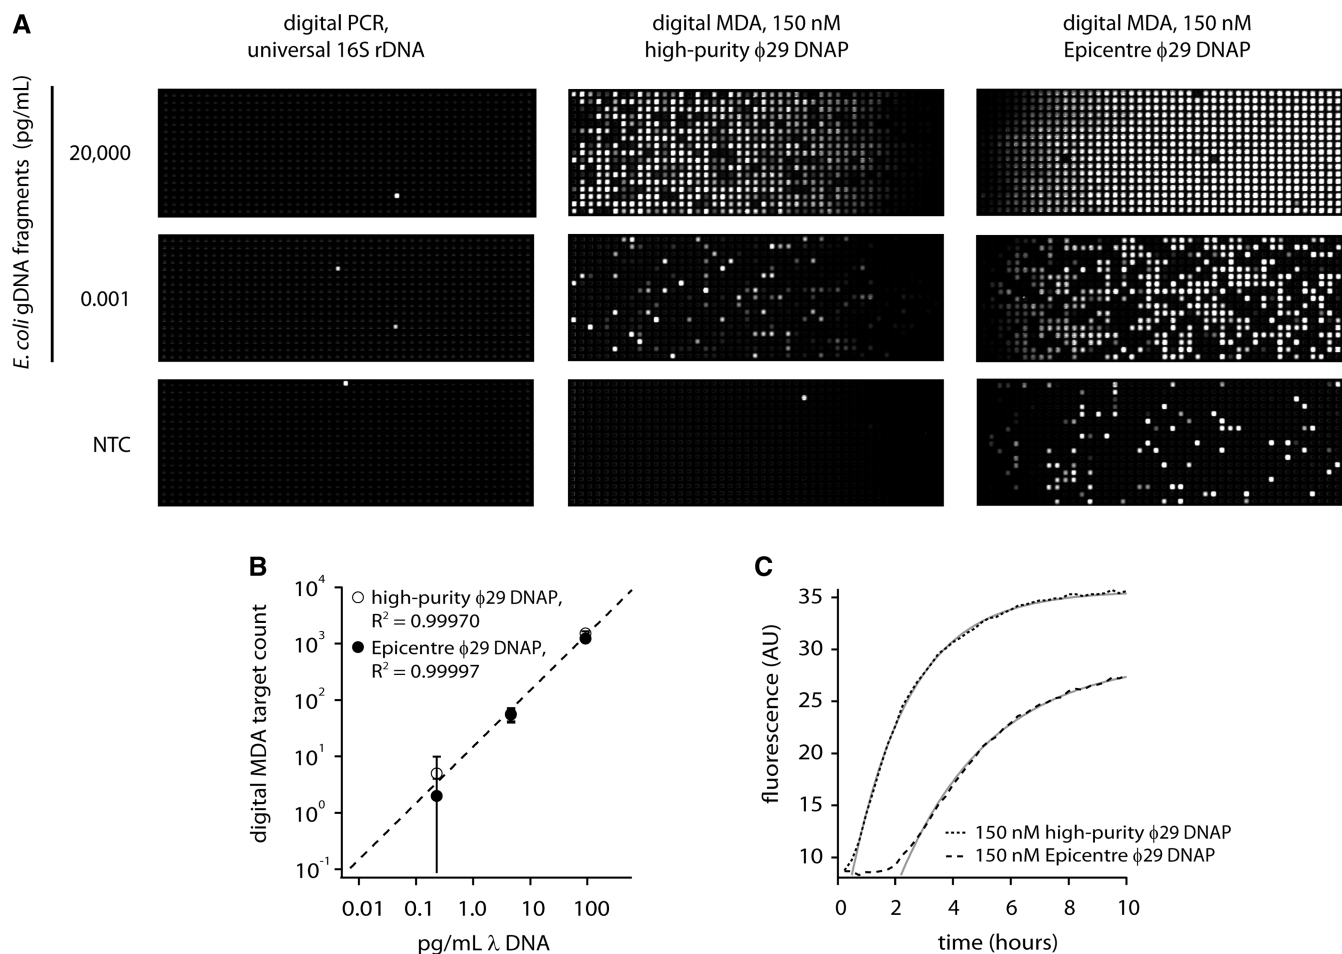 A
digital PCR,
universal 16S rDNA
digital MDA, 150 nM
high-purity ϕ29 DNAP
digital MDA, 150 nM
Epicentre ϕ29 DNAP
E. coli gDNA fragments (pg/mL)
20,000
0.001
NTC
B
digital MDA target count
10^4
10^3
10^2
10^1
10^0
10^-1
high-purity ϕ29 DNAP,
R^2 = 0.99970
Epicentre ϕ29 DNAP,
R^2 = 0.99997
0.01 0.1 1.0 10 100
pg/mL λ DNA
C
fluorescence (AU)
35
30
25
20
15
10
150 nM high-purity ϕ29 DNAP
150 nM Epicentre ϕ29 DNAP
0 2 4 6 8 10
time (hours)